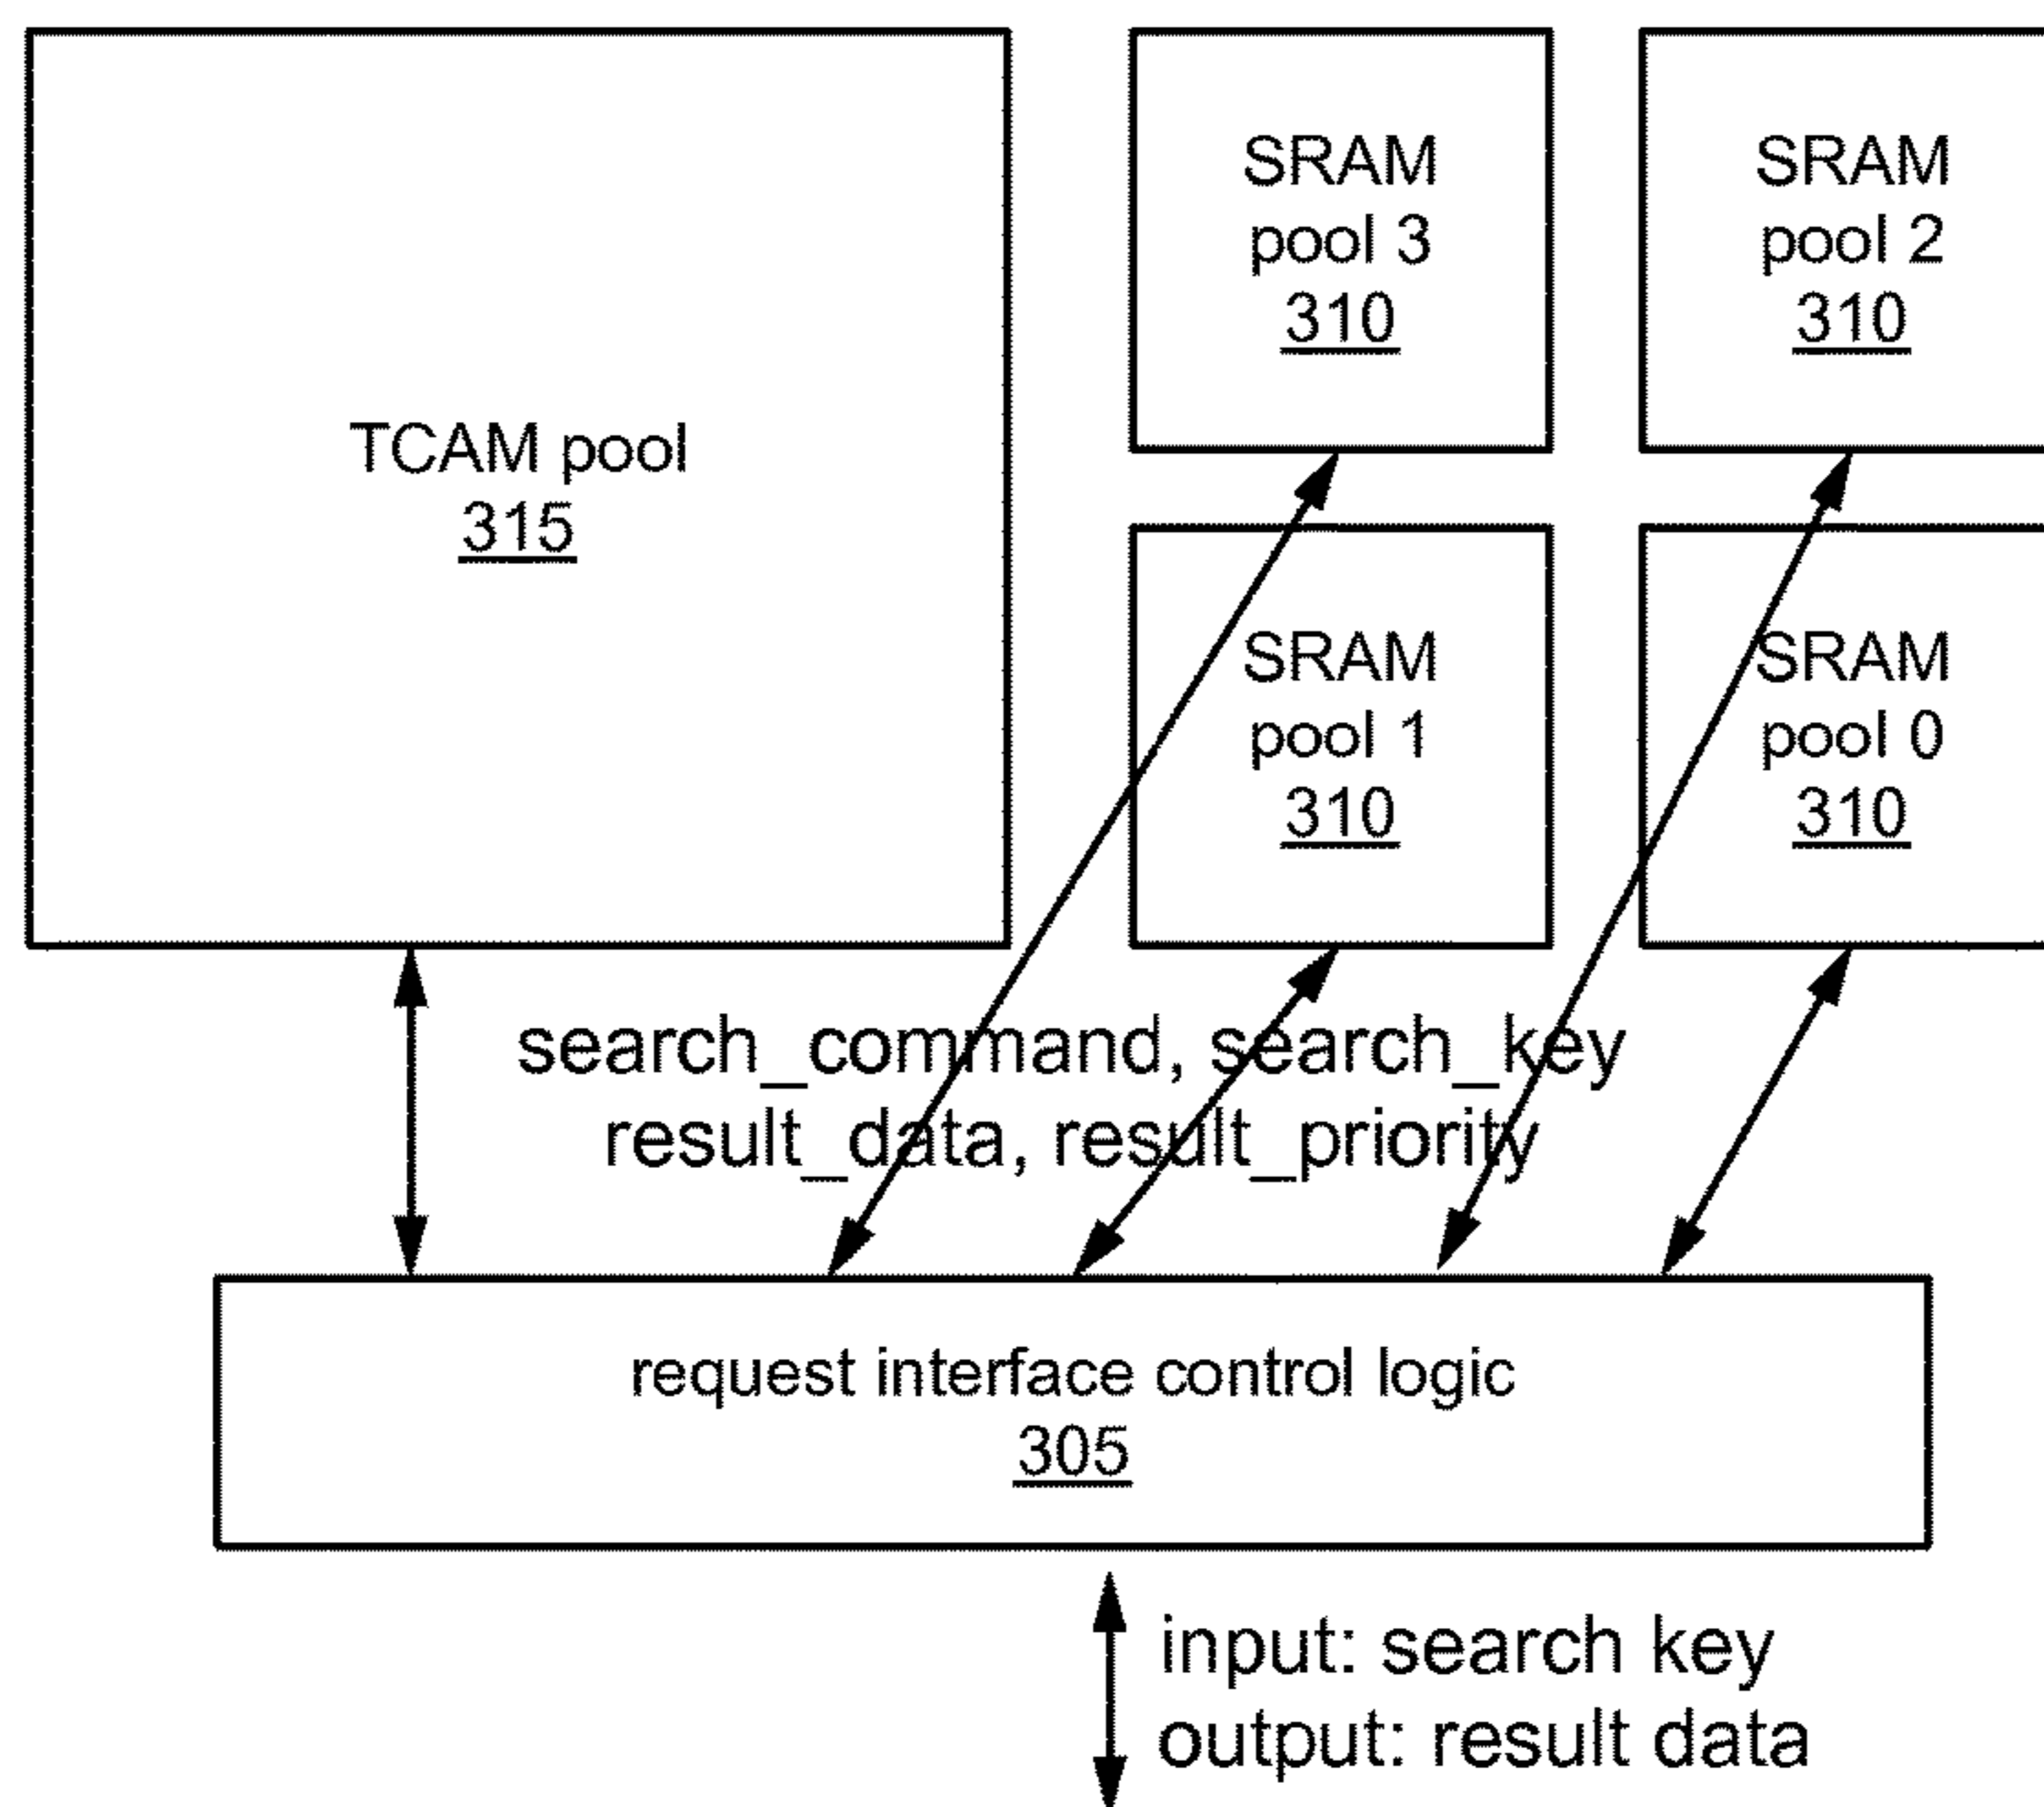 TCAM pool
315
SRAM
pool 3
310
SRAM
pool 2
310
SRAM
pool 1
310
SRAM
pool 0
310
search_command, search_key
result_data, result_priority
request interface control logic
305
input: search key
output: result data